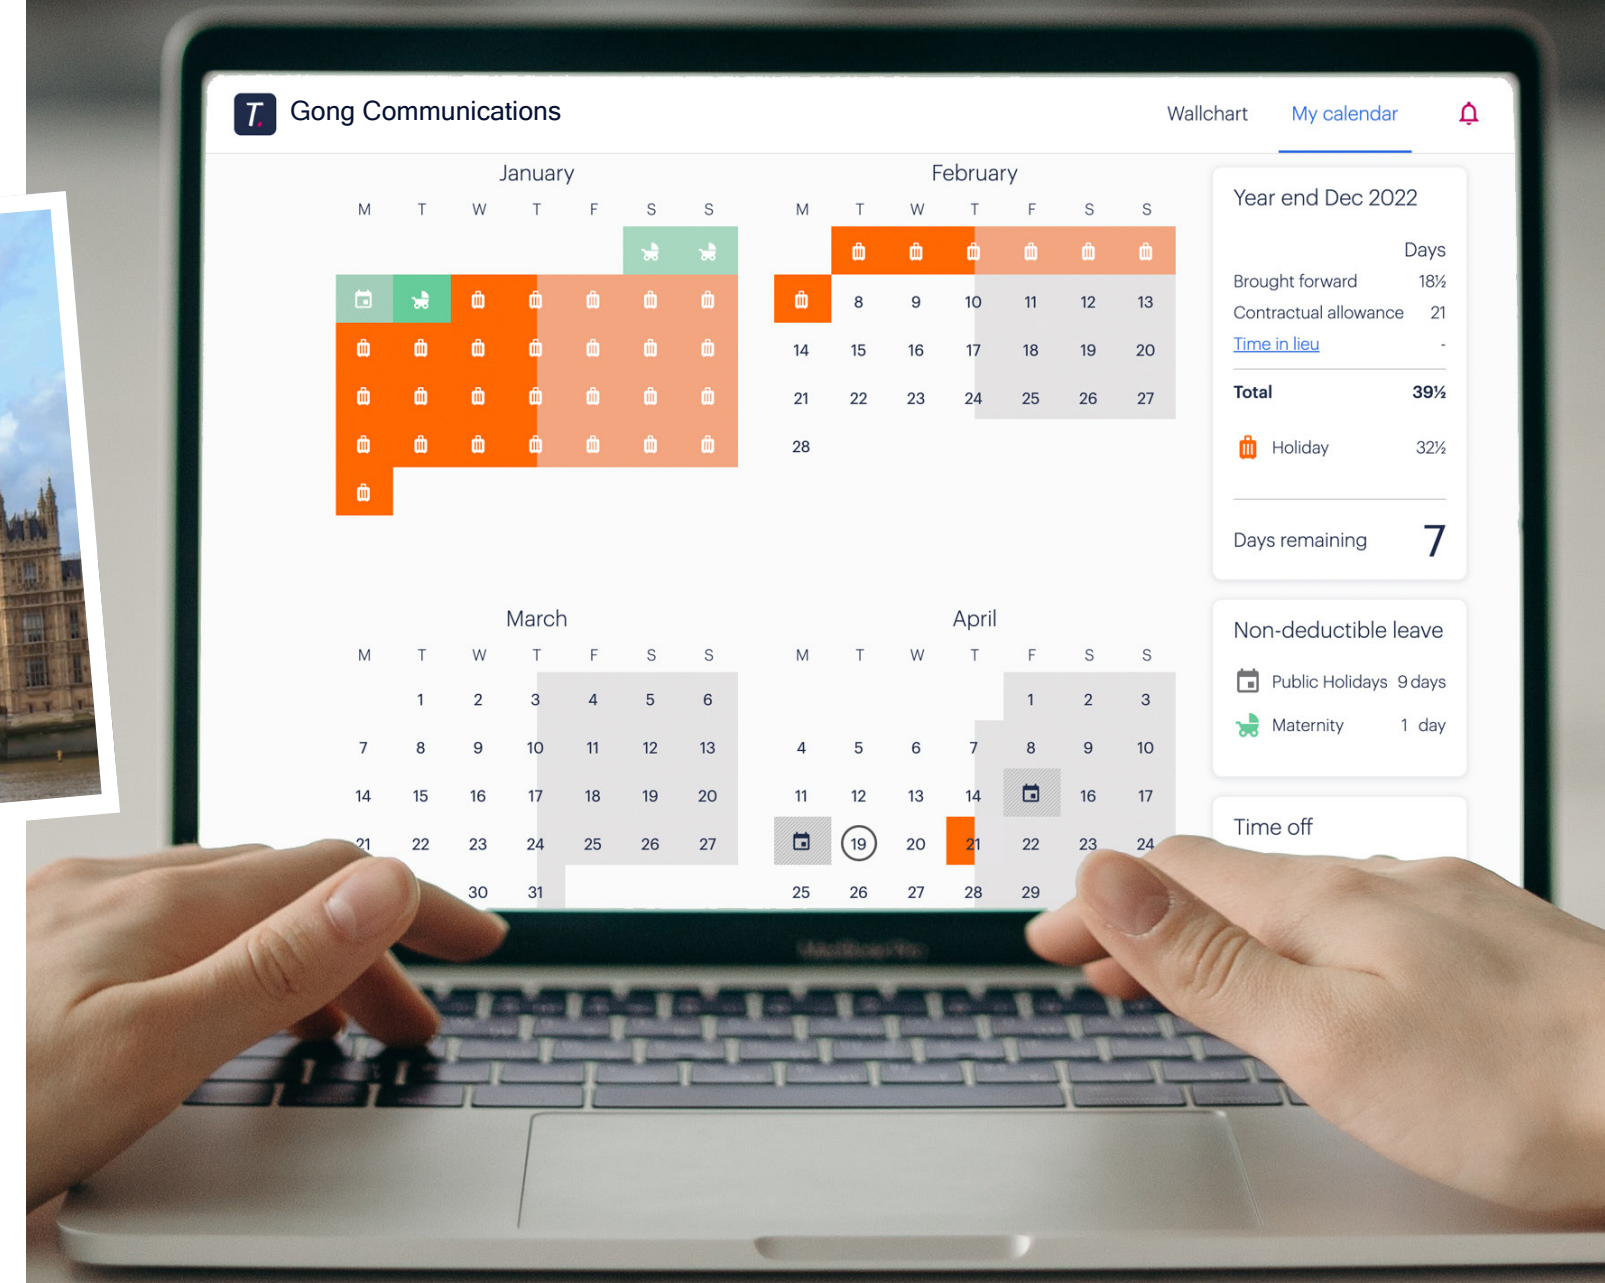 T. Gong Communications Wallchart My calendar
January February
M T W T F S S M T W T F S S
8 9 10 11 12 13
14 15 16 17 18 19 20
21 22 23 24 25 26 27
28
March April
M T W T F S S M T W T F S S
1 2 3 4 5 6 1 2 3
7 8 9 10 11 12 13 4 5 6 7 8 9 10
14 15 16 17 18 19 20 11 12 13 14 16 17
21 22 23 24 25 26 27 19 20 21 22 23 24
30 31 25 26 27 28 29
Year end Dec 2022
Days
Brought forward 18½
Contractual allowance 21
Time in lieu -
Total 39½
Holiday 32½
Days remaining 7
Non-deductible leave
Public Holidays 9 days
Maternity 1 day
Time off